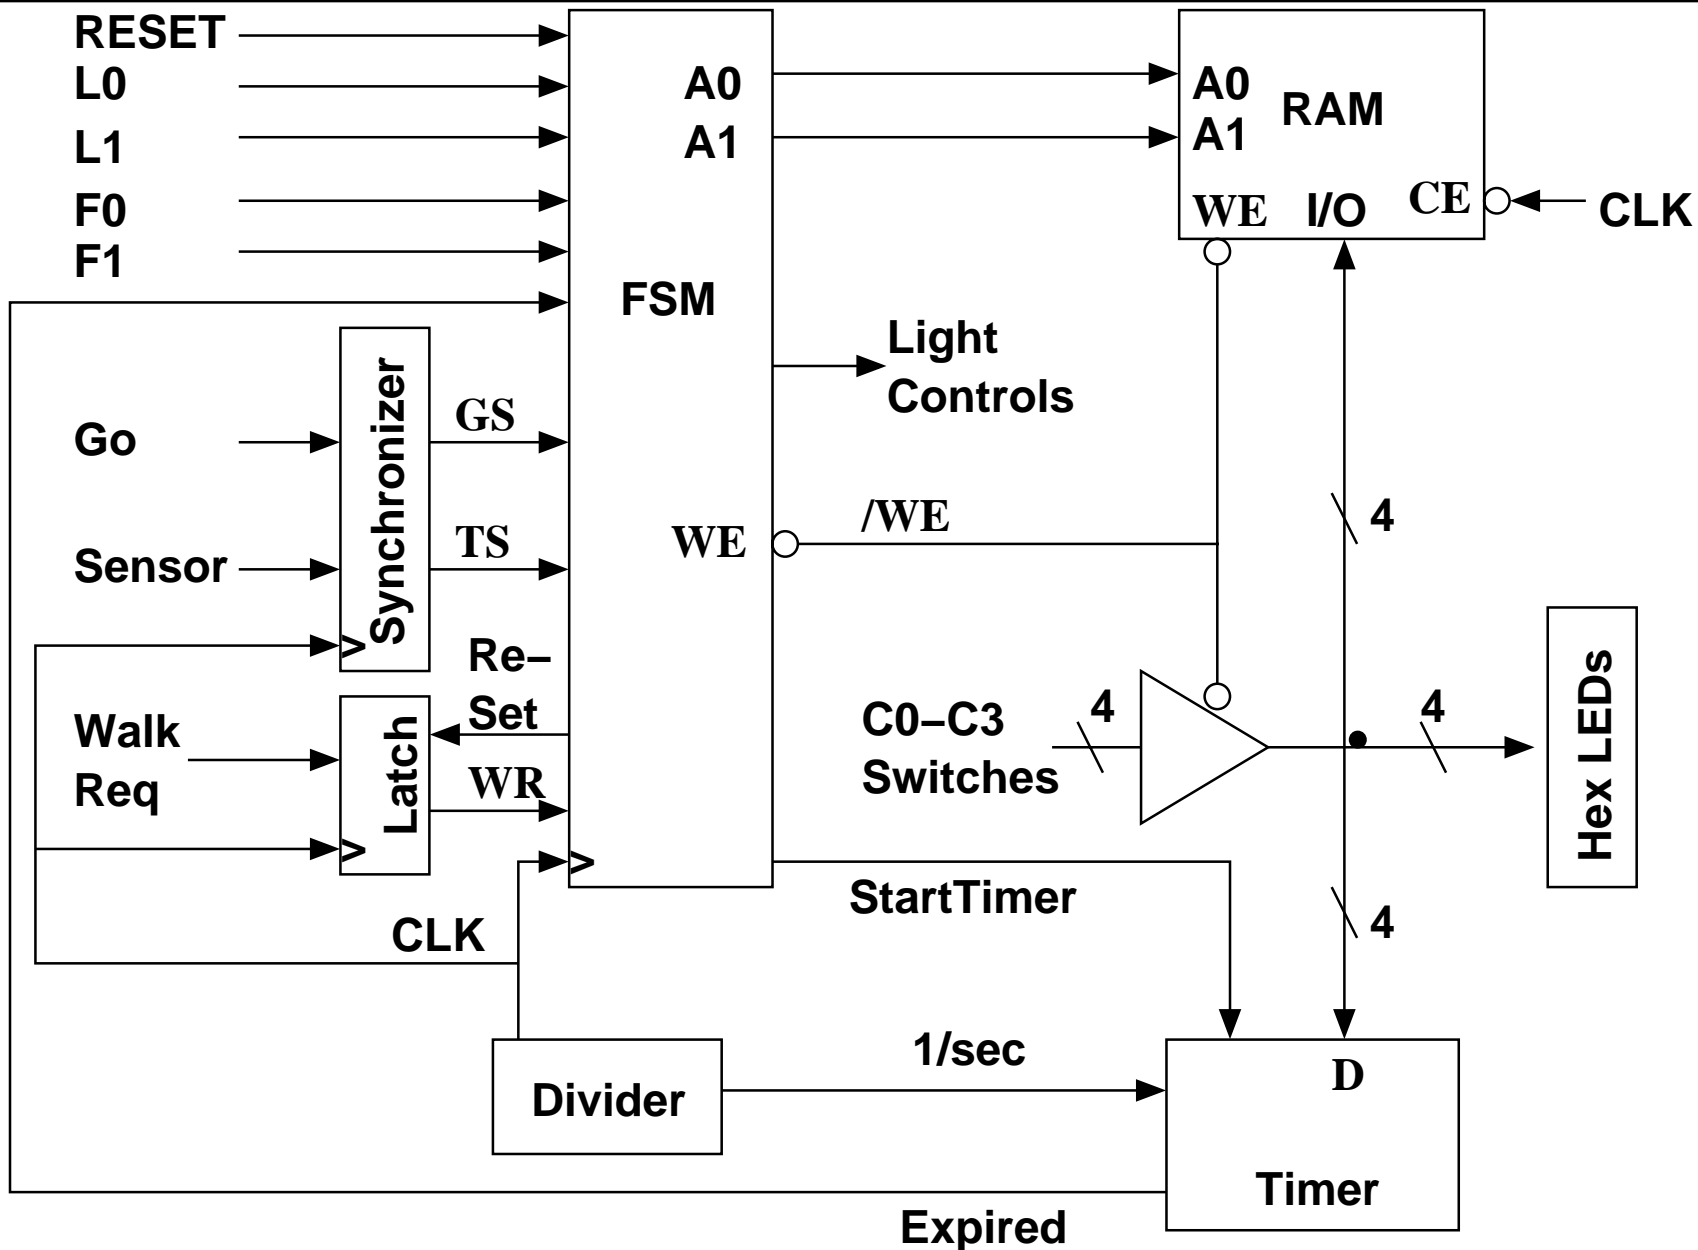 RESET
L0
L1
F0
F1
Go
Sensor
Walk
Req
Synchronizer
Latch
GS
TS
Re–
Set
WR
CLK
FSM
A0
A1
WE
/WE
Light
Controls
A0
A1
RAM
WE
I/O
CE
CLK
4
C0–C3
Switches
4
4
Hex LEDs
4
StartTimer
Divider
1/sec
D
Timer
Expired
>
>
>